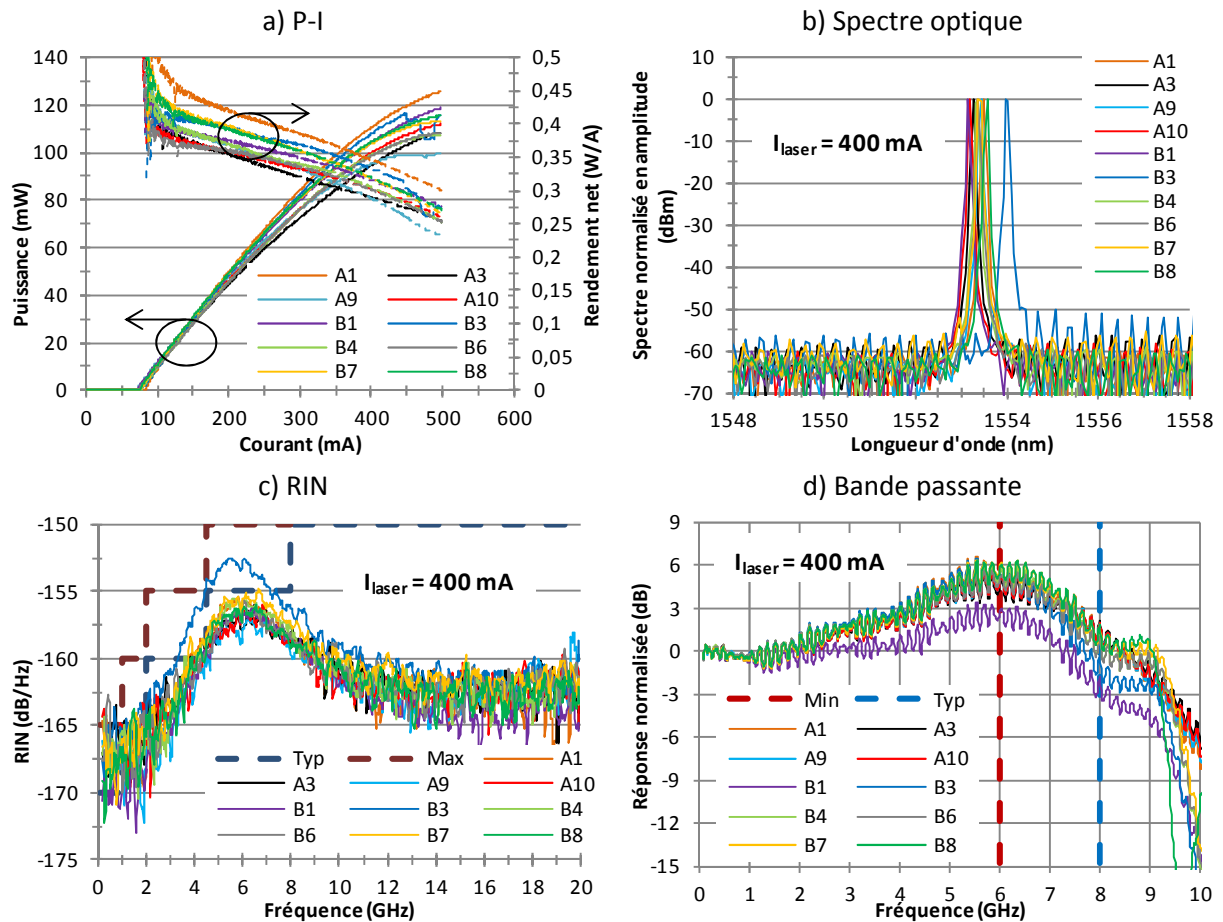 a) P-I
Puissance (mW)
140
120
100
80
60
40
20
0
0,5
0,45
0,4
0,35
0,3
0,25
0,2
0,15
0,1
0,05
0
Rendement net (W/A)
A1 A3
A9 A10
B1 B3
B4 B6
B7 B8
0 100 200 300 400 500 600
Courant (mA)
b) Spectre optique
Spectre normalisé en amplitude
(dBm)
10
0
-10
-20
-30
-40
-50
-60
-70
I laser = 400 mA
A1
A3
A9
A10
B1
B3
B4
B6
B7
B8
1548 1550 1552 1554 1556 1558
Longueur d'onde (nm)
c) RIN
RIN (dB/Hz)
-150
-155
-160
-165
-170
-175
I laser = 400 mA
Typ Max A1
A3 A9 A10
B1 B3 B4
B6 B7 B8
0 2 4 6 8 10 12 14 16 18 20
Fréquence (GHz)
d) Bande passante
Réponse normalisée (dB)
9
6
3
0
-3
-6
-9
-12
-15
I laser = 400 mA
Min Typ
A1 A3
A9 A10
B1 B3
B4 B6
B7 B8
0 1 2 3 4 5 6 7 8 9 10
Fréquence (GHz)